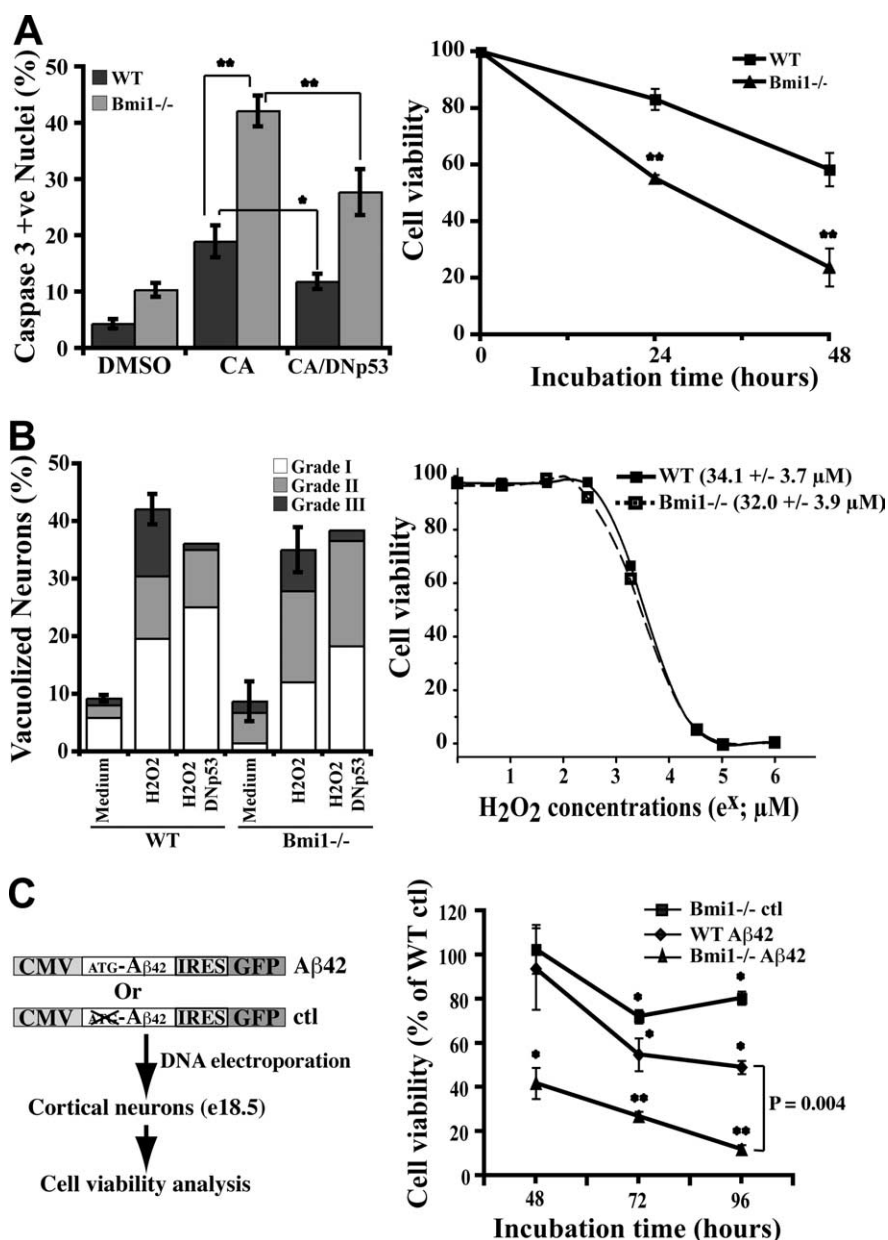 A
Caspase 3 +ve Nuclei (%)
50
40
30
20
10
0
WT
Bmi1-/-
**
**
*
DMSO
CA
CA/DNp53
Cell viability
100
80
60
40
20
0
WT
Bmi1-/-
**
**
0
24
48
Incubation time (hours)
B
Vacuolized Neurons (%)
50
40
30
20
10
0
Grade I
Grade II
Grade III
Medium
H2O2
H2O2
DNp53
Medium
H2O2
H2O2
DNp53
WT
Bmi1-/-
Cell viability
100
80
60
40
20
0
WT (34.1 +/- 3.7 µM)
Bmi1-/- (32.0 +/- 3.9 µM)
1 2 3 4 5 6
H2O2 concentrations (eˣ; µM)
C
CMV ATG-Aβ42 IRES GFP Aβ42
Or
CMV ATG-Aβ42 IRES GFP ctl
DNA electroporation
Cortical neurons (e18.5)
Cell viability analysis
Cell viability (% of WT ctl)
120
100
80
60
40
20
0
Bmi1-/- ctl
WT Aβ42
Bmi1-/- Aβ42
*
*
*
*
*
**
**
P = 0.004
48
72
96
Incubation time (hours)